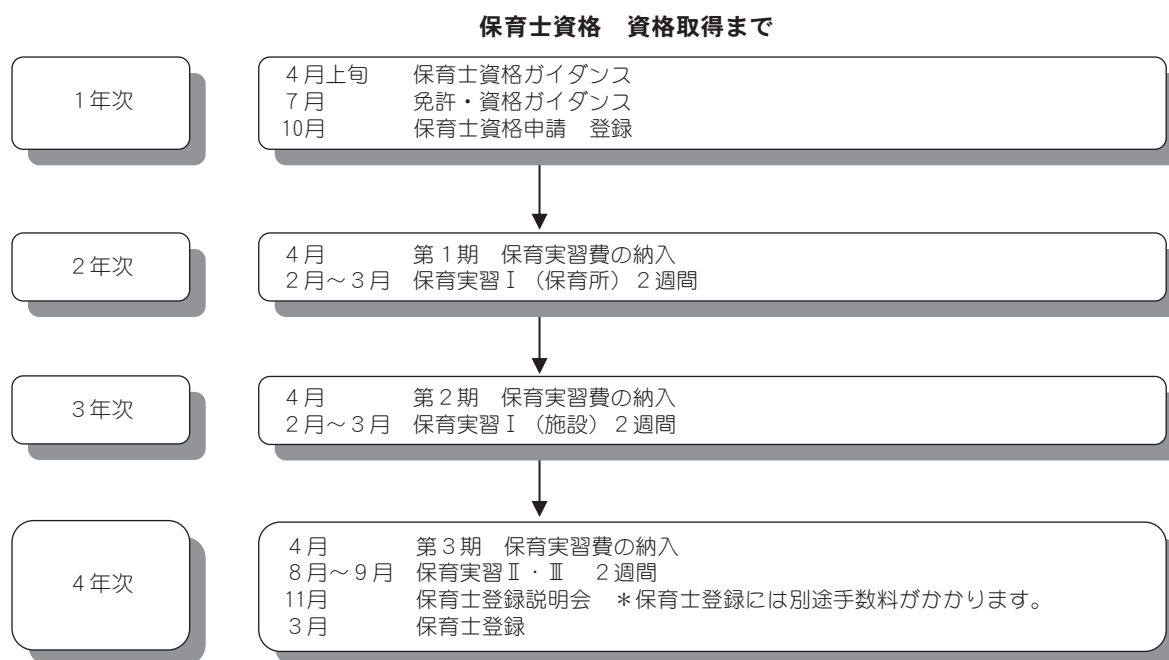 保育士資格　資格取得まで
1年次
4月上旬　保育士資格ガイダンス
7月　免許・資格ガイダンス
10月　保育士資格申請　登録
2年次
4月　第1期　保育実習費の納入
2月～3月　保育実習Ⅰ（保育所）2週間
3年次
4月　第2期　保育実習費の納入
2月～3月　保育実習Ⅰ（施設）2週間
4年次
4月　第3期　保育実習費の納入
8月～9月　保育実習Ⅱ・Ⅲ　2週間
11月　保育士登録説明会　＊保育士登録には別途手数料がかかります。
3月　保育士登録